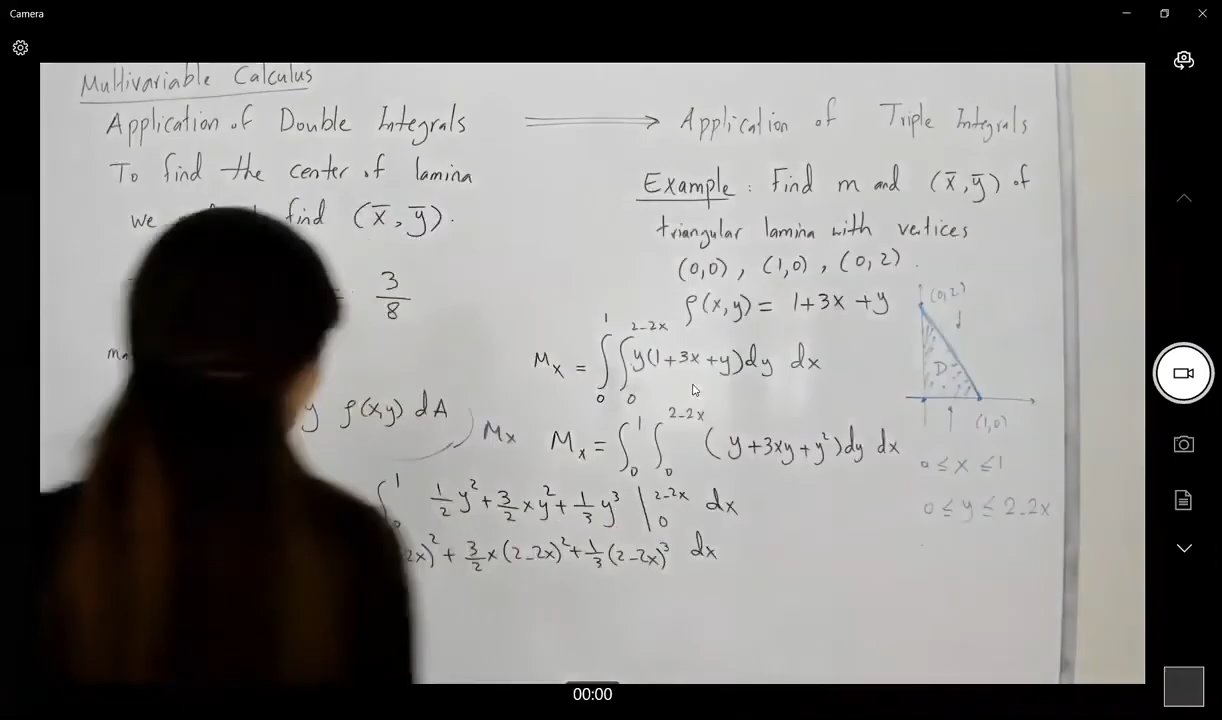 Camera
Multivariable Calculus
Application of Double Integrals ⟹ Application of Triple Integrals
To find the center of lamina
we find (x̄, ȳ).
3/8
y ρ(x,y) dA
Mx
Example: Find m and (x̄, ȳ) of
triangular lamina with vertices
(0,0), (1,0), (0,2).
ρ(x,y) = 1+3x+y
Mx = ∫₀¹ ∫₀^(2-2x) y(1+3x+y)dy dx
Mx = ∫₀¹ ∫₀^(2-2x) (y+3xy+y²)dy dx
∫₀¹ 1/2 y² + 3/2 xy² + 1/3 y³ |₀^(2-2x) dx
2x)² + 3/2 x(2-2x)² + 1/3 (2-2x)³ dx
(0,2)
D
(1,0)
0 ≤ x ≤ 1
0 ≤ y ≤ 2-2x
00:00